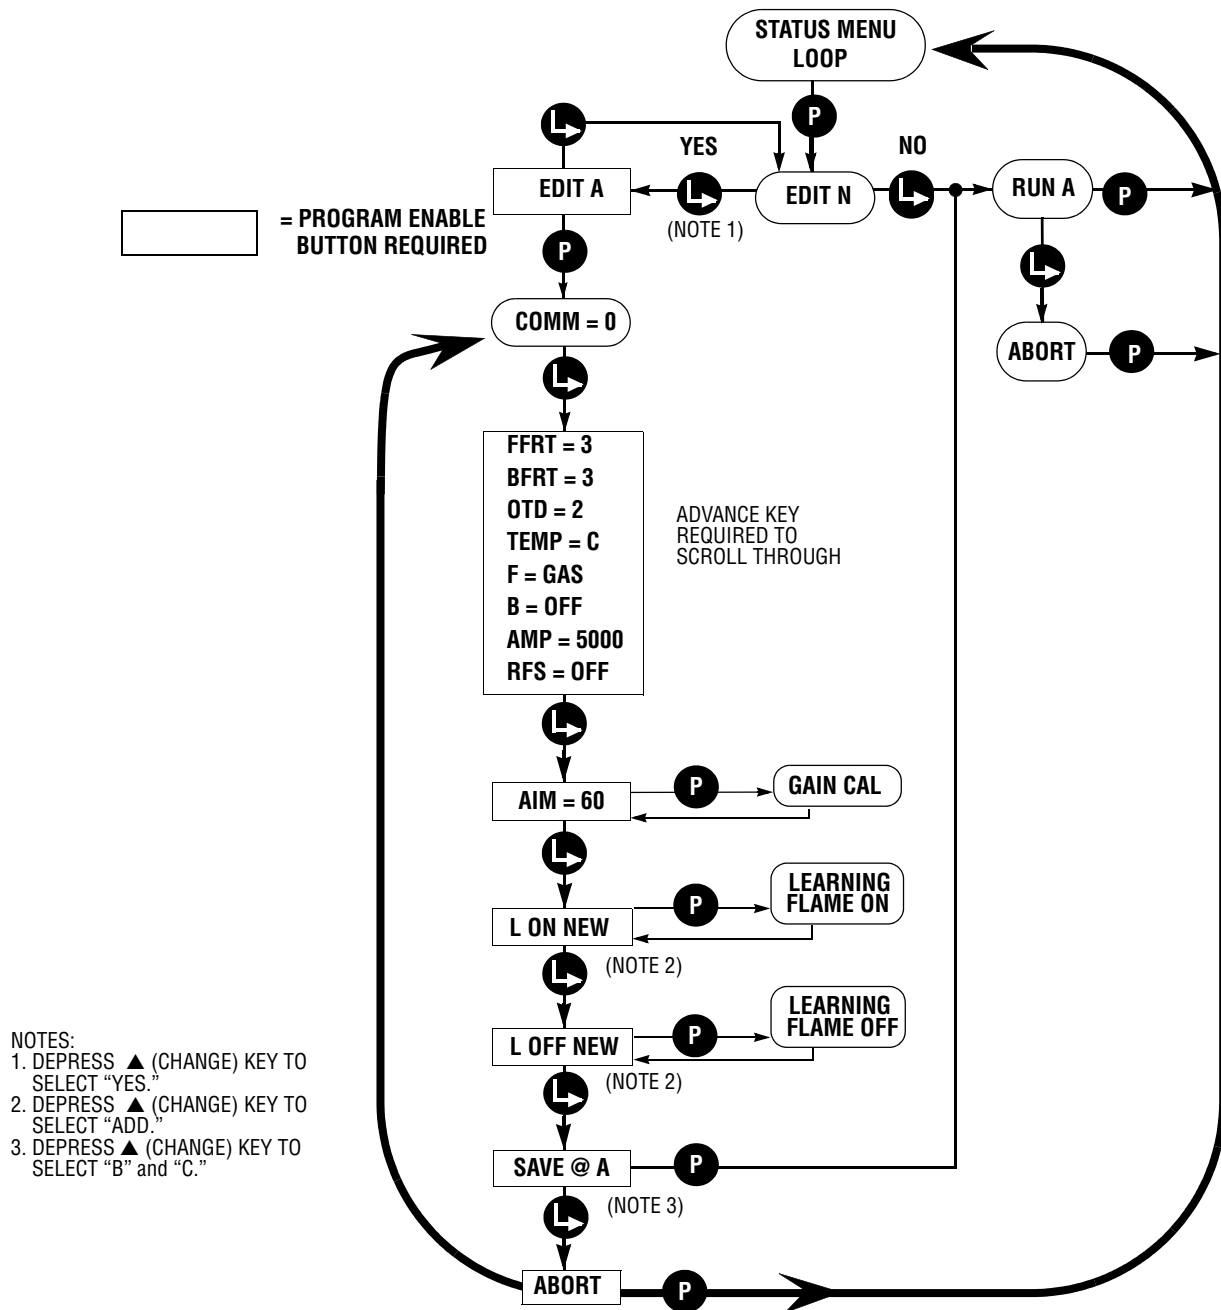 STATUS MENU
LOOP
P
YES
NO
EDIT A
EDIT N
RUN A
P
(NOTE 1)
= PROGRAM ENABLE
BUTTON REQUIRED
P
COMM = 0
ABORT
P
FFRT = 3
BFRT = 3
OTD = 2
TEMP = C
F = GAS
B = OFF
AMP = 5000
RFS = OFF
ADVANCE KEY
REQUIRED TO
SCROLL THROUGH
AIM = 60
P
GAIN CAL
L ON NEW
P
LEARNING
FLAME ON
(NOTE 2)
L OFF NEW
P
LEARNING
FLAME OFF
(NOTE 2)
SAVE @ A
P
(NOTE 3)
ABORT
P
NOTES:
1. DEPRESS ▲ (CHANGE) KEY TO
SELECT “YES.”
2. DEPRESS ▲ (CHANGE) KEY TO
SELECT “ADD.”
3. DEPRESS ▲ (CHANGE) KEY TO
SELECT “B” and “C.”